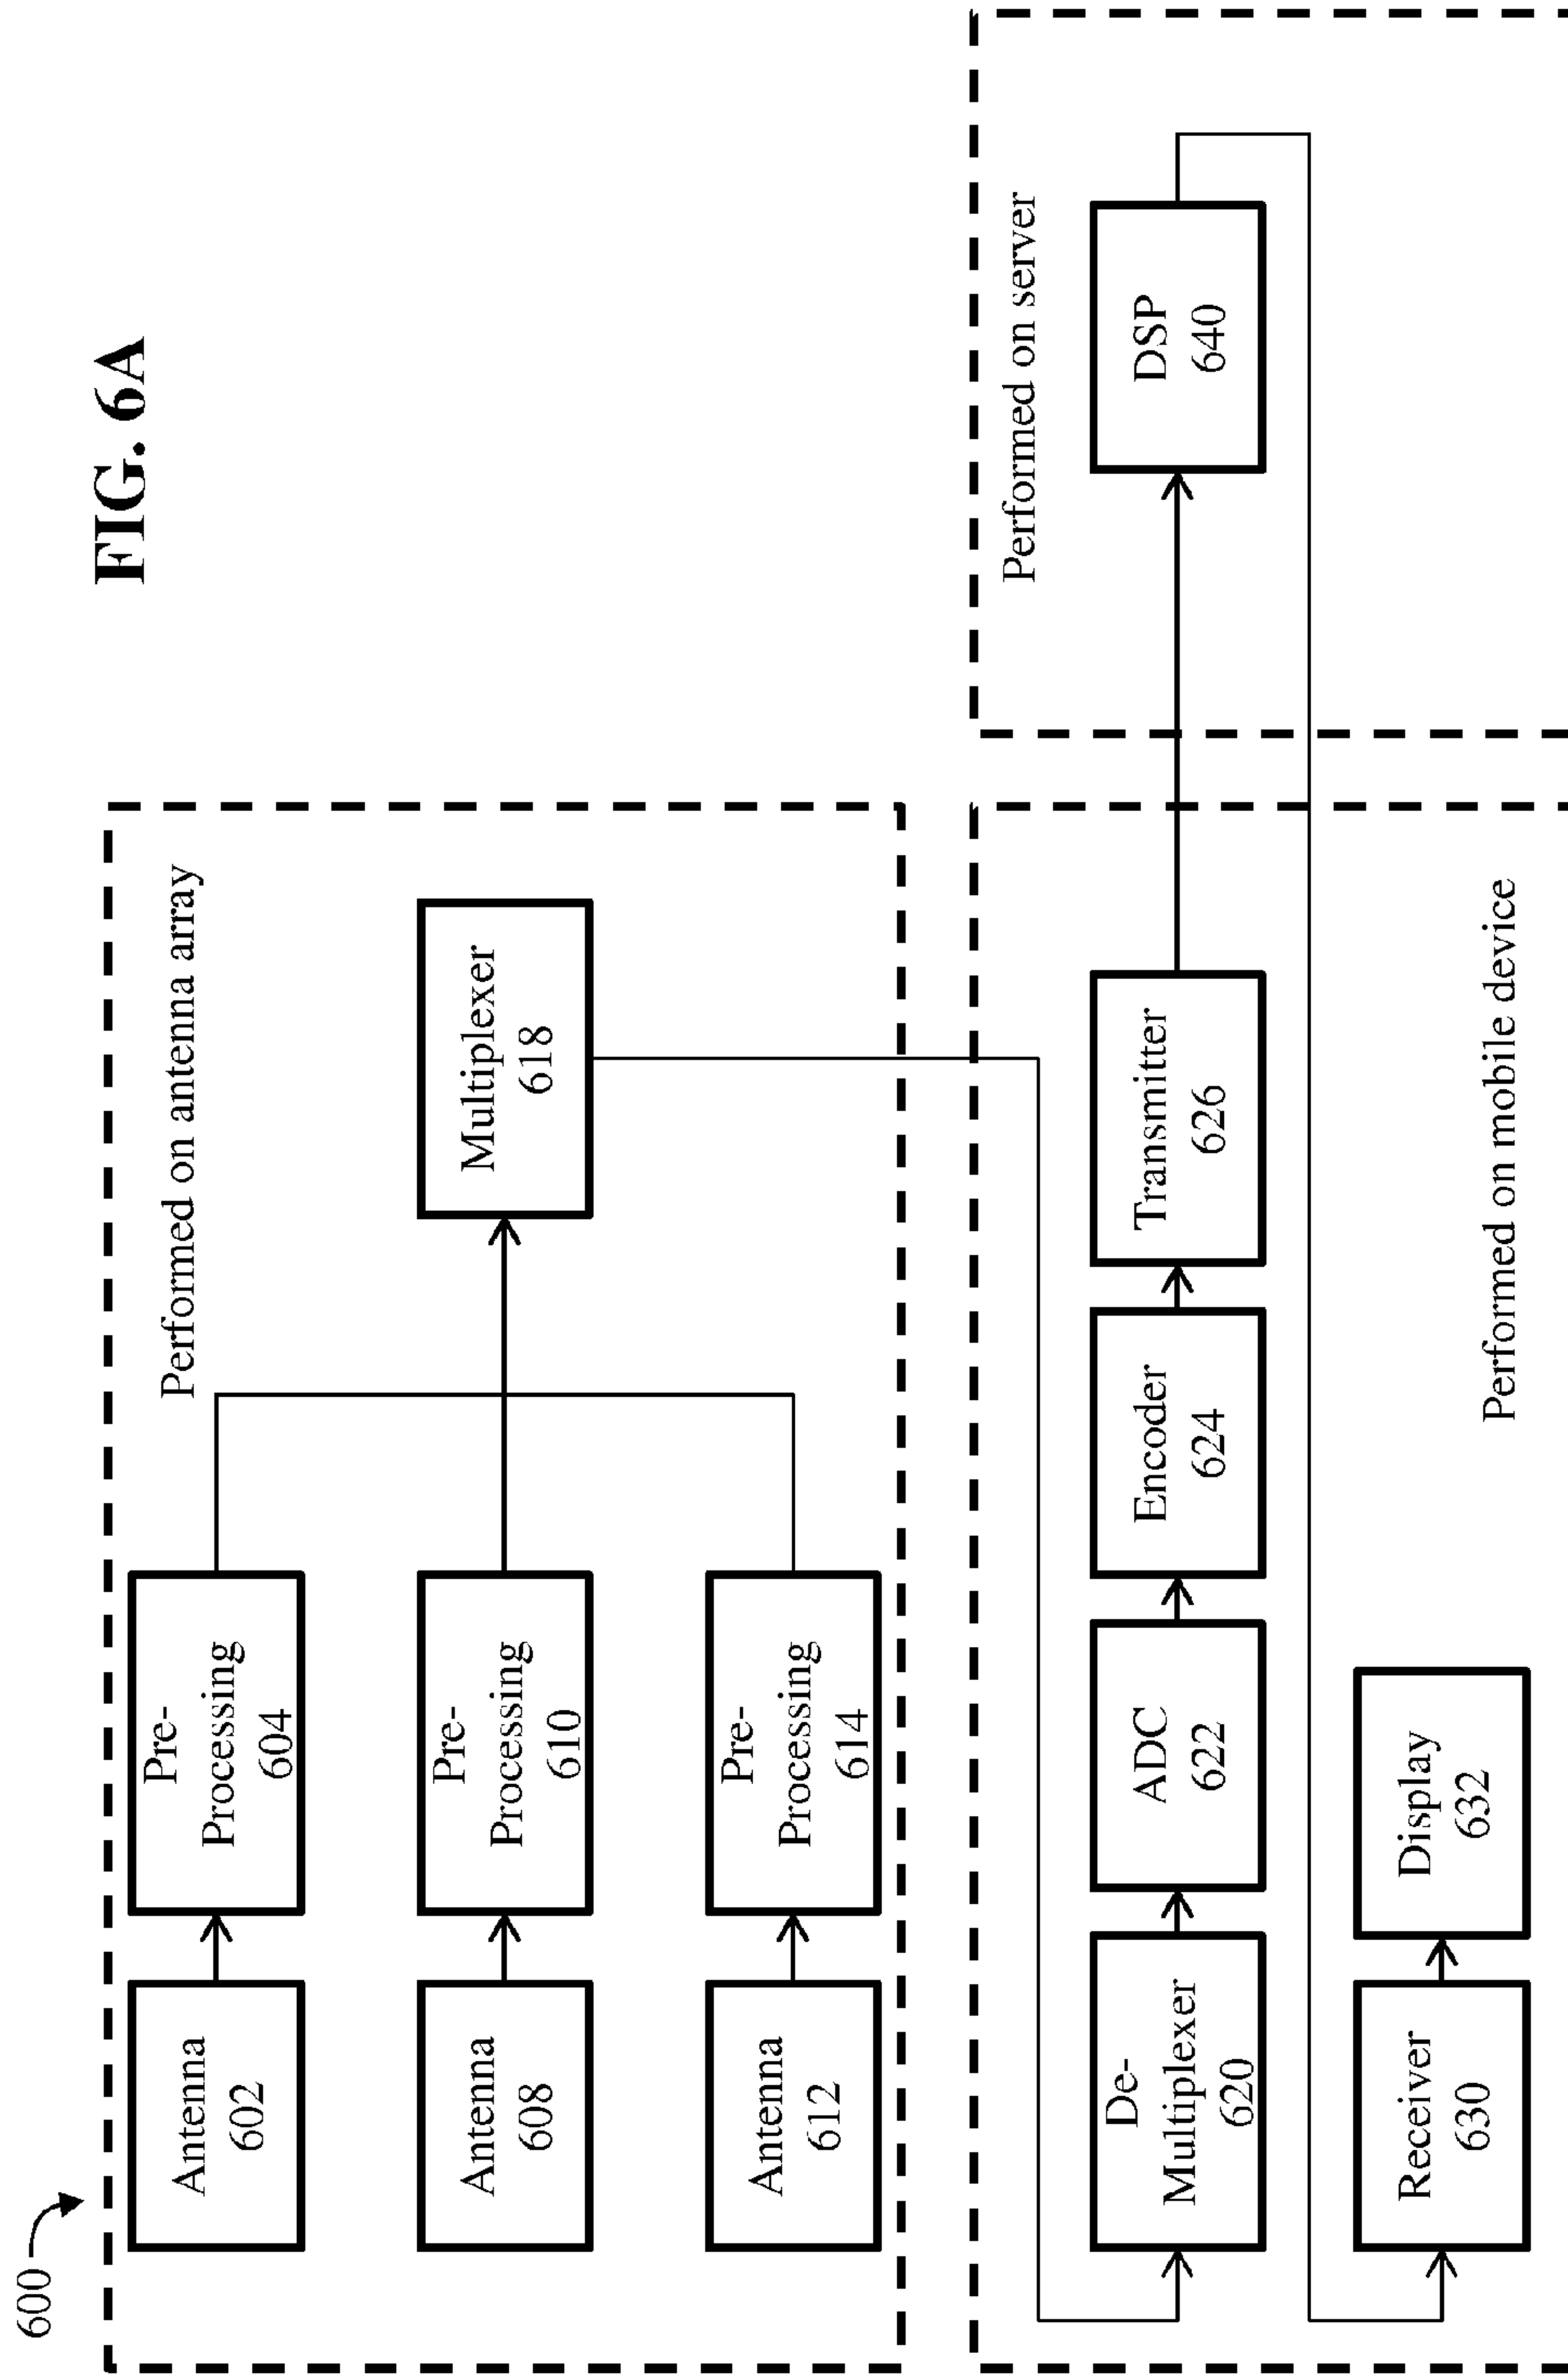 FIG. 6A
600
Performed on antenna array
Antenna
602
Pre-
Processing
604
Antenna
608
Pre-
Processing
610
Multiplexer
618
Antenna
612
Pre-
Processing
614
Performed on server
De-
Multiplexer
620
ADC
622
Encoder
624
Transmitter
626
DSP
640
Receiver
630
Display
632
Performed on mobile device